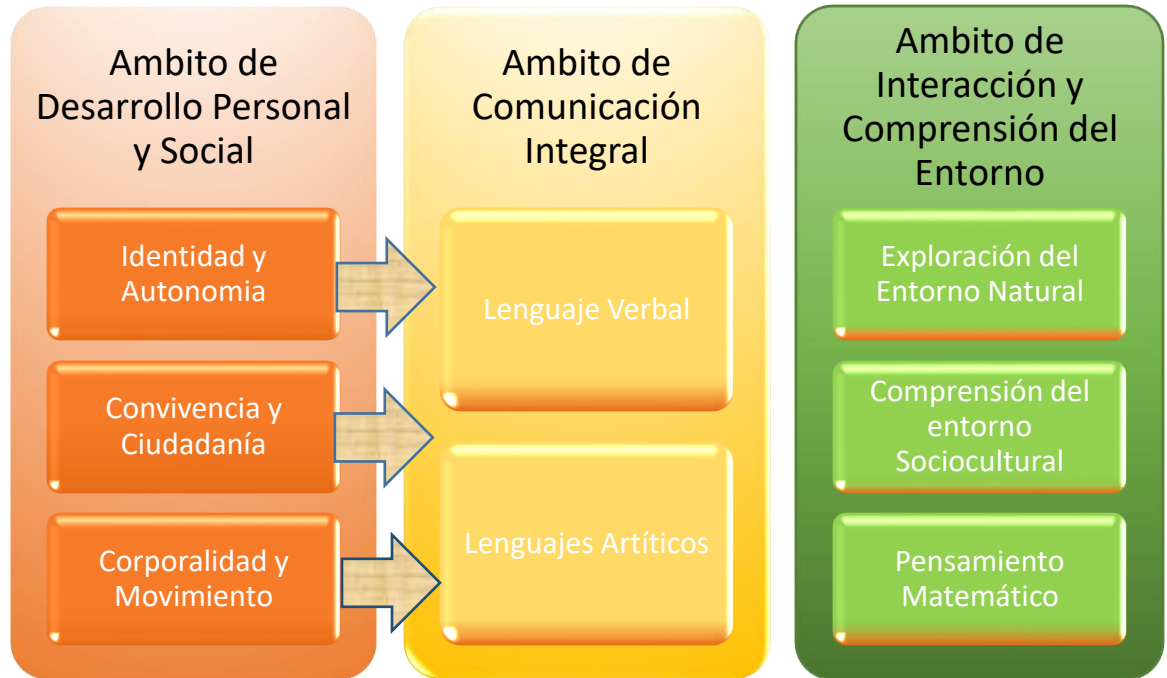 Ambito de
Desarrollo Personal
y Social
Identidad y
Autonomia
Convivencia y
Ciudadanía
Corporalidad y
Movimiento
Ambito de
Comunicación
Integral
Lenguaje Verbal
Lenguajes Artíticos
Ambito de
Interacción y
Comprensión del
Entorno
Exploración del
Entorno Natural
Comprensión del
entorno
Sociocultural
Pensamiento
Matemático